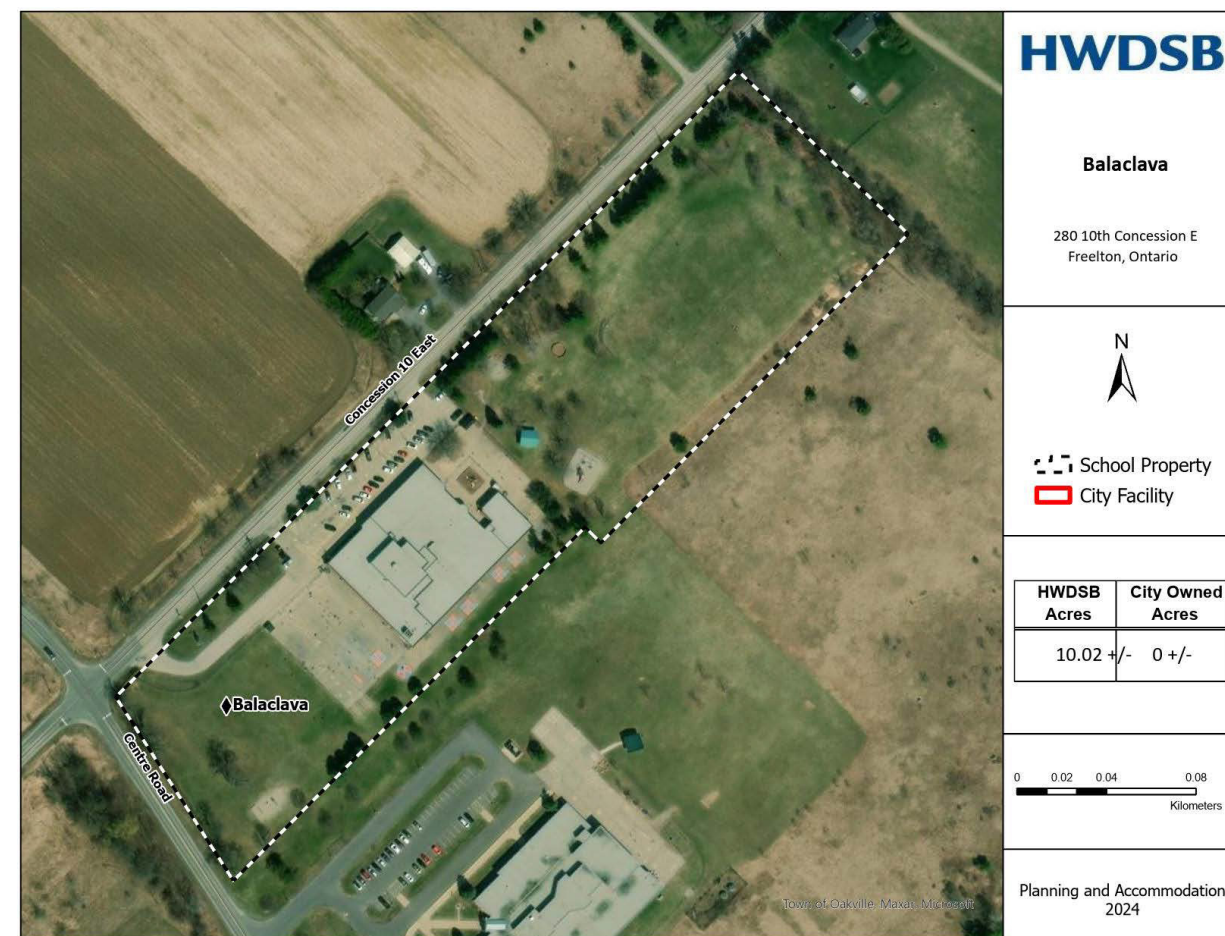 HWDSB
Balaclava
280 10th Concession E
Freelton, Ontario
N
School Property
City Facility
HWDSB
Acres
City Owned
Acres
10.02 +/-
0 +/-
0 0.02 0.04 0.08
Kilometers
Planning and Accommodation
2024
Concession 10 East
Balaclava
Centre Road
Town of Oakville, Maxar, Microsoft